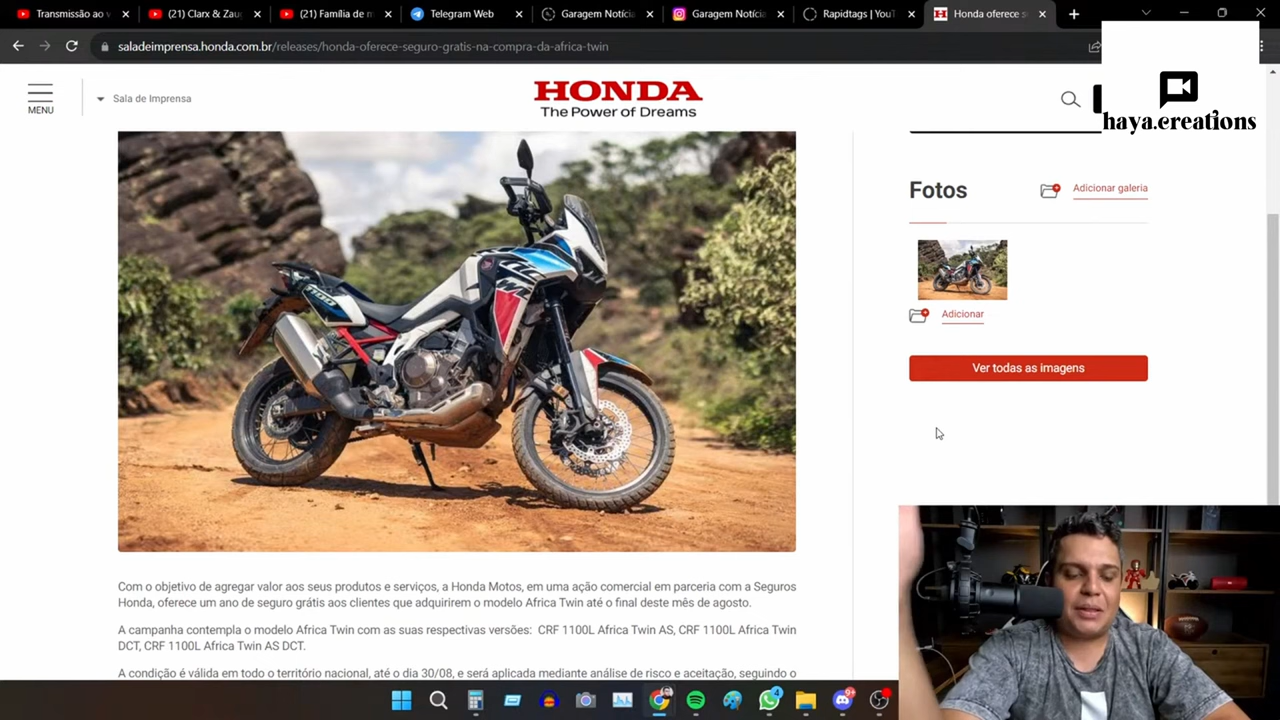 Transmissão ao v
(21) Clarx & Zau
(21) Família de m
Telegram Web
Garagem Notícia
Garagem Notícia
Rapidtags | YouT
Honda oferece s
saladeimprensa.honda.com.br/releases/honda-oferece-seguro-gratis-na-compra-da-africa-twin
MENU
Sala de Imprensa
HONDA
The Power of Dreams
haya.creations
Fotos
Adicionar galeria
Adicionar
Ver todas as imagens
Com o objetivo de agregar valor aos seus produtos e serviços, a Honda Motos, em uma ação comercial em parceria com a Seguros
Honda, oferece um ano de seguro grátis aos clientes que adquirirem o modelo Africa Twin até o final deste mês de agosto.
A campanha contempla o modelo Africa Twin com as suas respectivas versões: CRF 1100L Africa Twin AS, CRF 1100L Africa Twin
DCT, CRF 1100L Africa Twin AS DCT.
A condição é válida em todo o território nacional, até o dia 30/08, e será aplicada mediante análise de risco e aceitação, seguindo o
4
9+